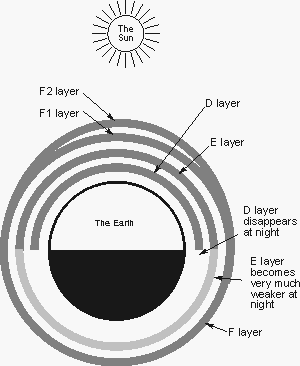 The
Sun
F2 layer
F1 layer
D layer
E layer
The Earth
D layer
disappears
at night
E layer
becomes
very much
weaker at
night
F layer